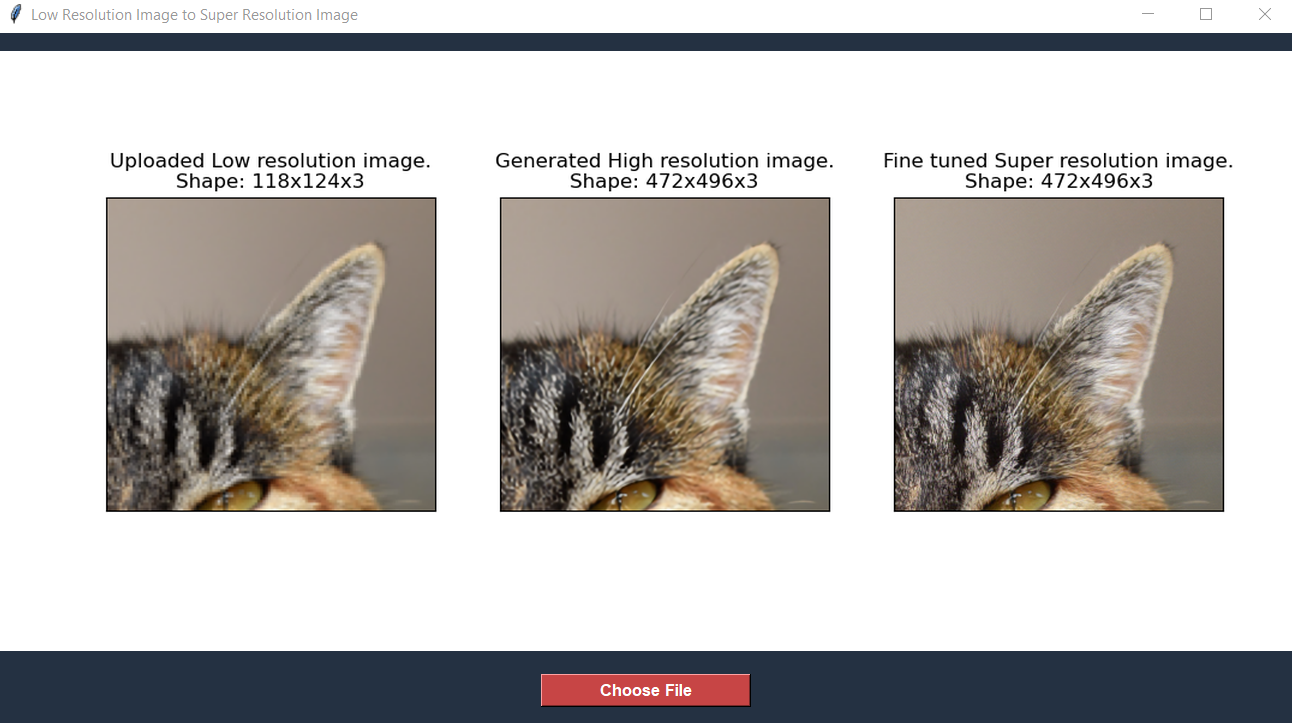 Low Resolution Image to Super Resolution Image
Uploaded Low resolution image.
Shape: 118x124x3
Generated High resolution image.
Shape: 472x496x3
Fine tuned Super resolution image.
Shape: 472x496x3
Choose File